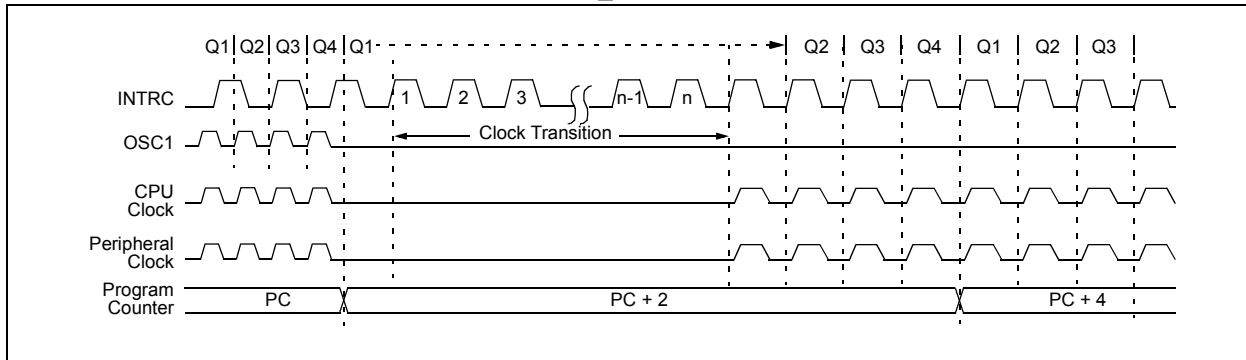 Q1 Q2 Q3 Q4 Q1 Q2 Q3 Q4 Q1 Q2 Q3
INTRC 1 2 3 n-1 n
Clock Transition
OSC1
CPU
Clock
Peripheral
Clock
Program
Counter
PC PC + 2 PC + 4